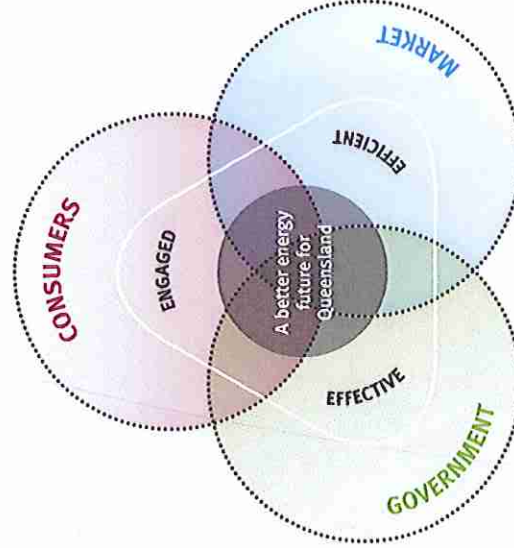 CONSUMERS
ENGAGED
A better energy
future for
Queensland
EFFECTIVE
EFFICIENT
GOVERNMENT
MARKET